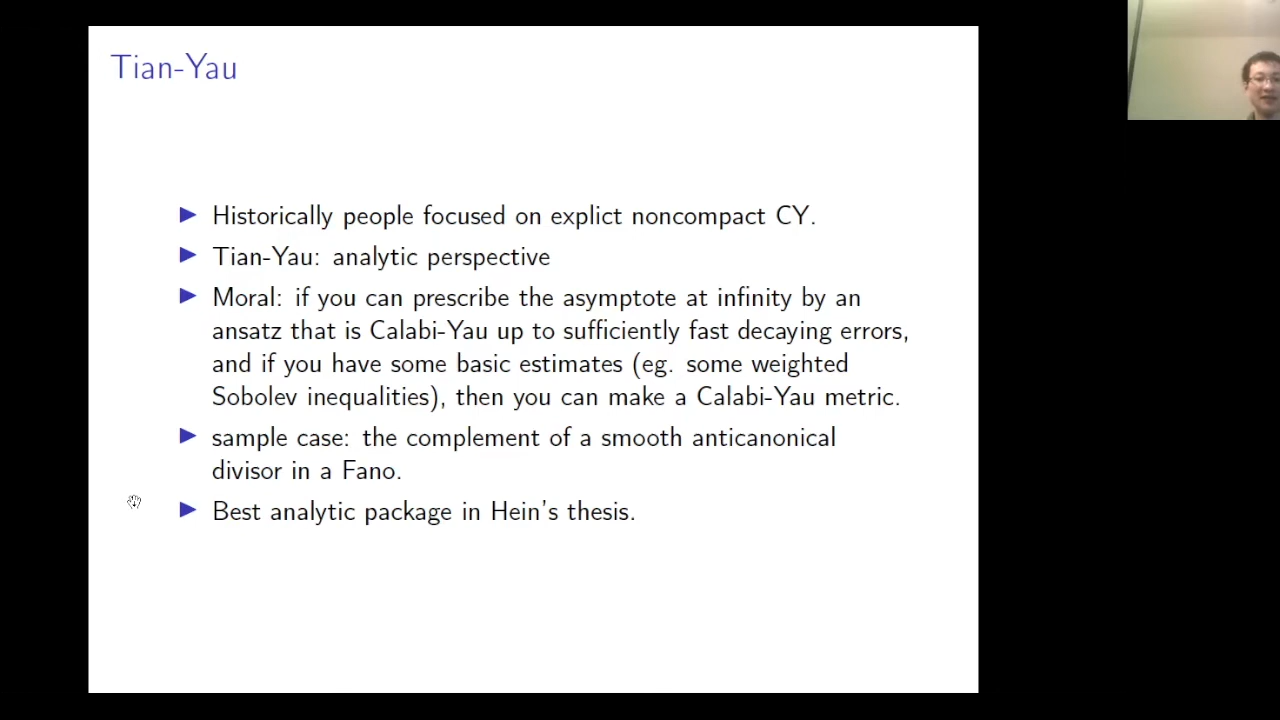 Tian-Yau
▶ Historically people focused on explict noncompact CY.
▶ Tian-Yau: analytic perspective
▶ Moral: if you can prescribe the asymptote at infinity by an
ansatz that is Calabi-Yau up to sufficiently fast decaying errors,
and if you have some basic estimates (eg. some weighted
Sobolev inequalities), then you can make a Calabi-Yau metric.
▶ sample case: the complement of a smooth anticanonical
divisor in a Fano.
▶ Best analytic package in Hein's thesis.